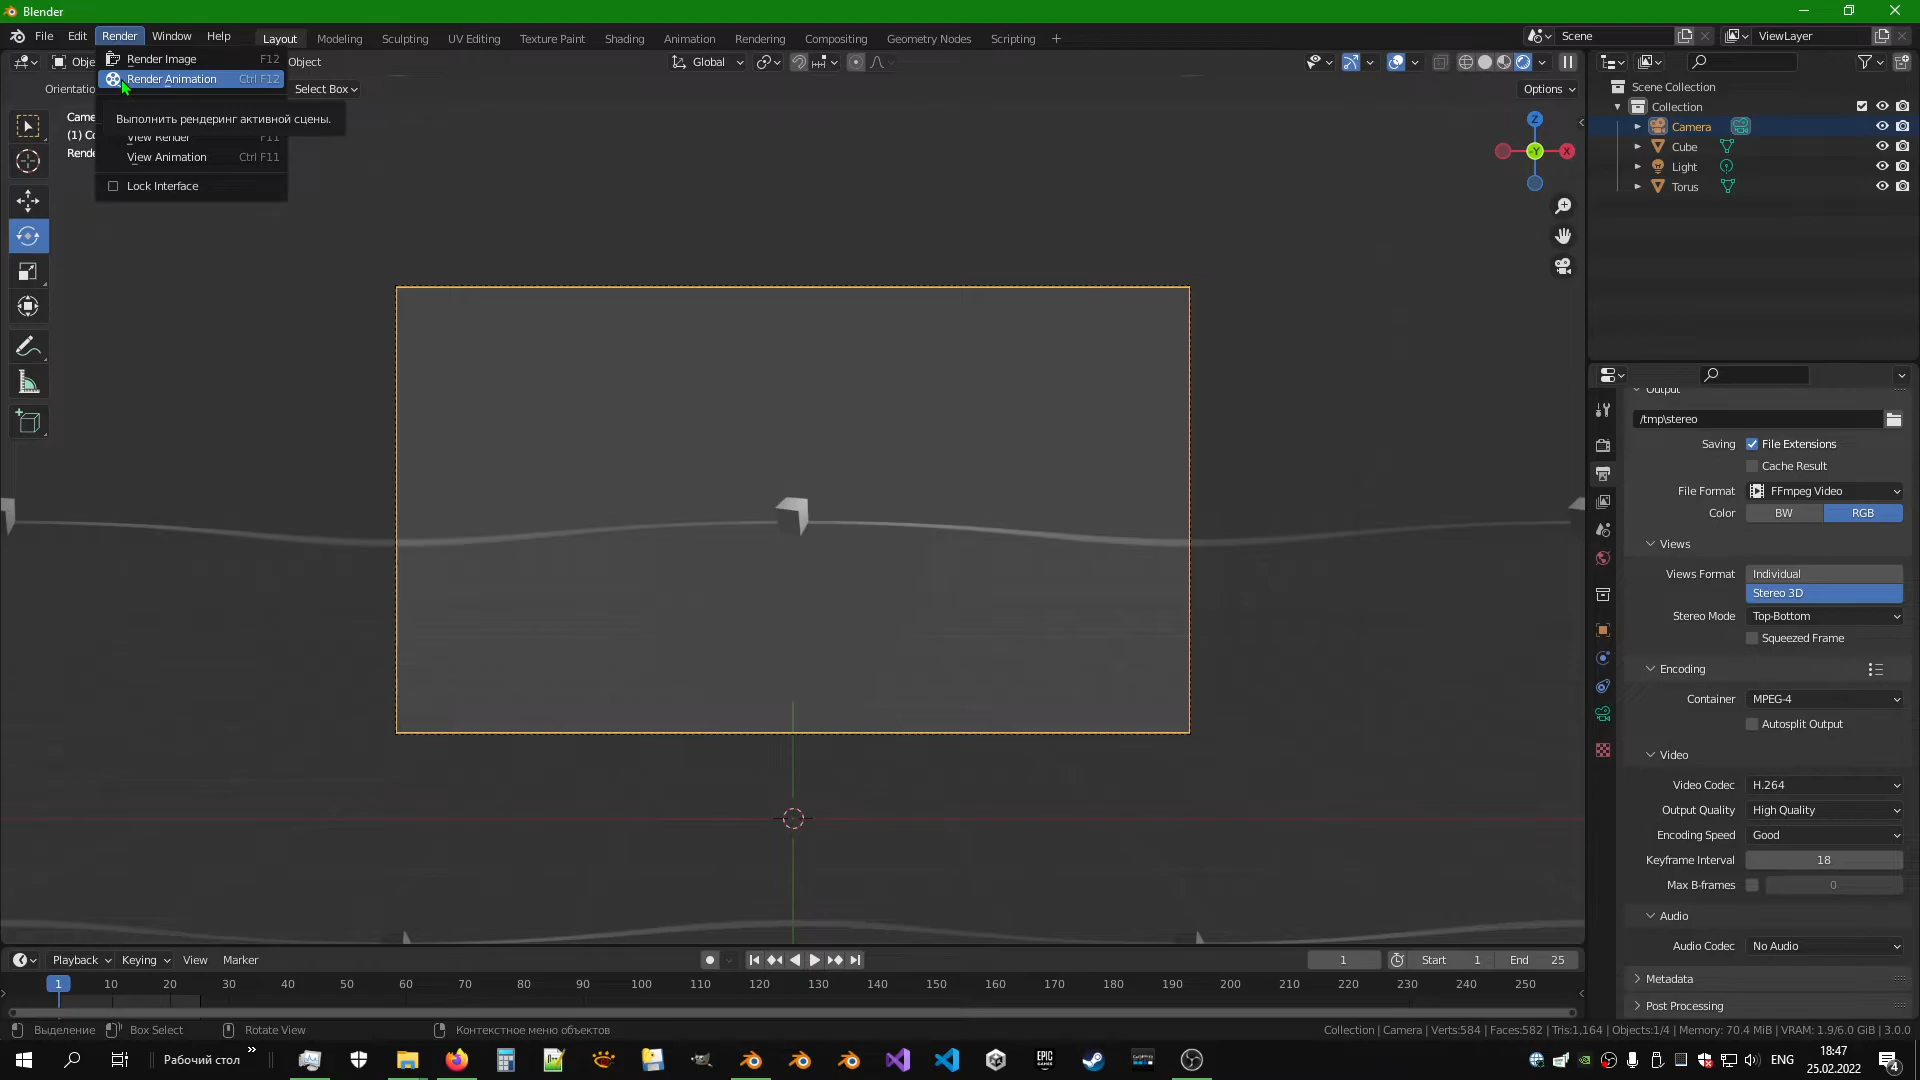 Blender
File Edit Render Window Help Layout Modeling Sculpting UV Editing Texture Paint Shading Animation Rendering Compositing Geometry Nodes Scripting + Scene ViewLayer
Render Image F12
Render Animation Ctrl F12
Выполнить рендеринг активной сцены.
View Render F11
View Animation Ctrl F11
Lock Interface
Object Global
Select Box Options
Z
-Y X
Scene Collection
Collection
Camera
Cube
Light
Torus
Output
/tmp\stereo
Saving File Extensions
Cache Result
File Format FFmpeg Video
Color BW RGB
Views
Views Format Individual
Stereo 3D
Stereo Mode Top-Bottom
Squeezed Frame
Encoding
Container MPEG-4
Autosplit Output
Video
Video Codec H.264
Output Quality High Quality
Encoding Speed Good
Keyframe Interval 18
Max B-frames 0
Audio
Audio Codec No Audio
Metadata
Post Processing
Playback Keying View Marker 1 Start 1 End 25
1 10 20 30 40 50 60 70 80 90 100 110 120 130 140 150 160 170 180 190 200 210 220 230 240 250
Выделение Box Select Rotate View Контекстное меню объектов Collection | Camera | Verts:584 | Faces:582 | Tris:1,164 | Objects:1/4 | Memory: 70.4 MiB | VRAM: 1.9/6.0 GiB | 3.0.0
Рабочий стол » EPIC GAMES ENG 18:47
25.02.2022
4